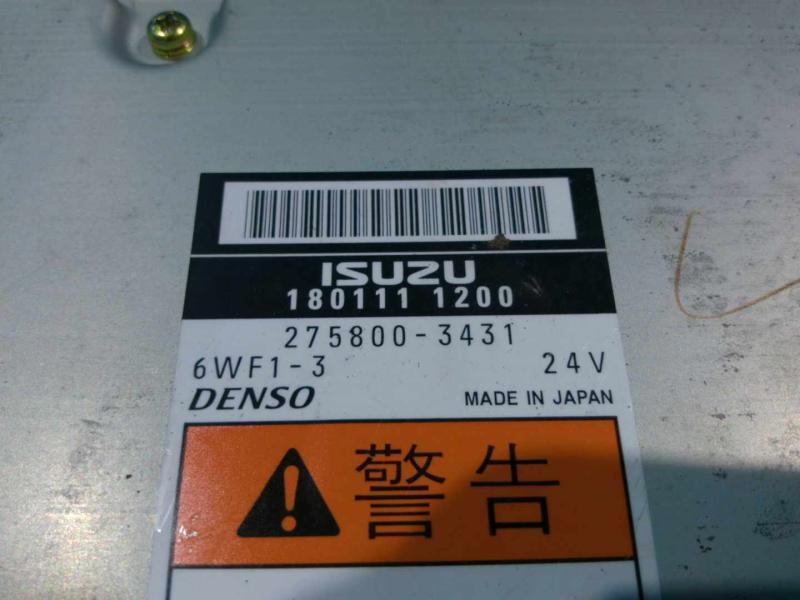 ISUZU
180111 1200
275800-3431
6WF1-3 24V
DENSO MADE IN JAPAN
警告